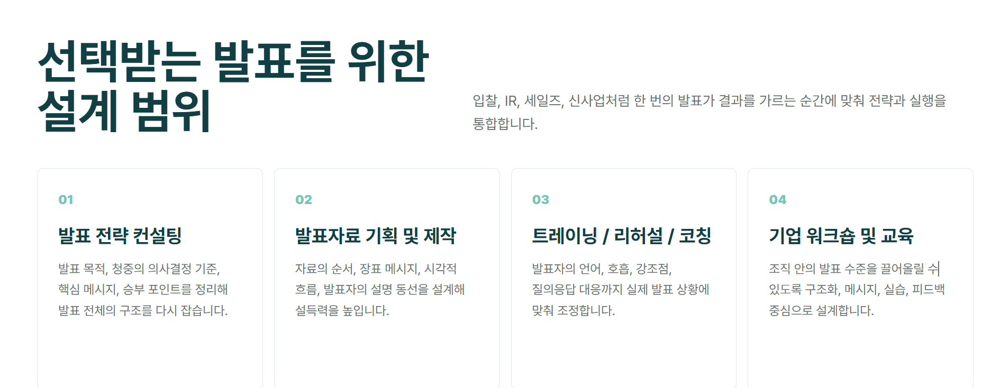 선택받는 발표를 위한
설계 범위
입찰, IR, 세일즈, 신사업처럼 한 번의 발표가 결과를 가르는 순간에 맞춰 전략과 실행을
통합합니다.
01
발표 전략 컨설팅
발표 목적, 청중의 의사결정 기준,
핵심 메시지, 승부 포인트를 정리해
발표 전체의 구조를 다시 잡습니다.
02
발표자료 기획 및 제작
자료의 순서, 장표 메시지, 시각적
흐름, 발표자의 설명 동선을 설계해
설득력을 높입니다.
03
트레이닝 / 리허설 / 코칭
발표자의 언어, 호흡, 강조점,
질의응답 대응까지 실제 발표 상황에
맞춰 조정합니다.
04
기업 워크숍 및 교육
조직 안의 발표 수준을 끌어올릴 수
있도록 구조화, 메시지, 실습, 피드백
중심으로 설계합니다.